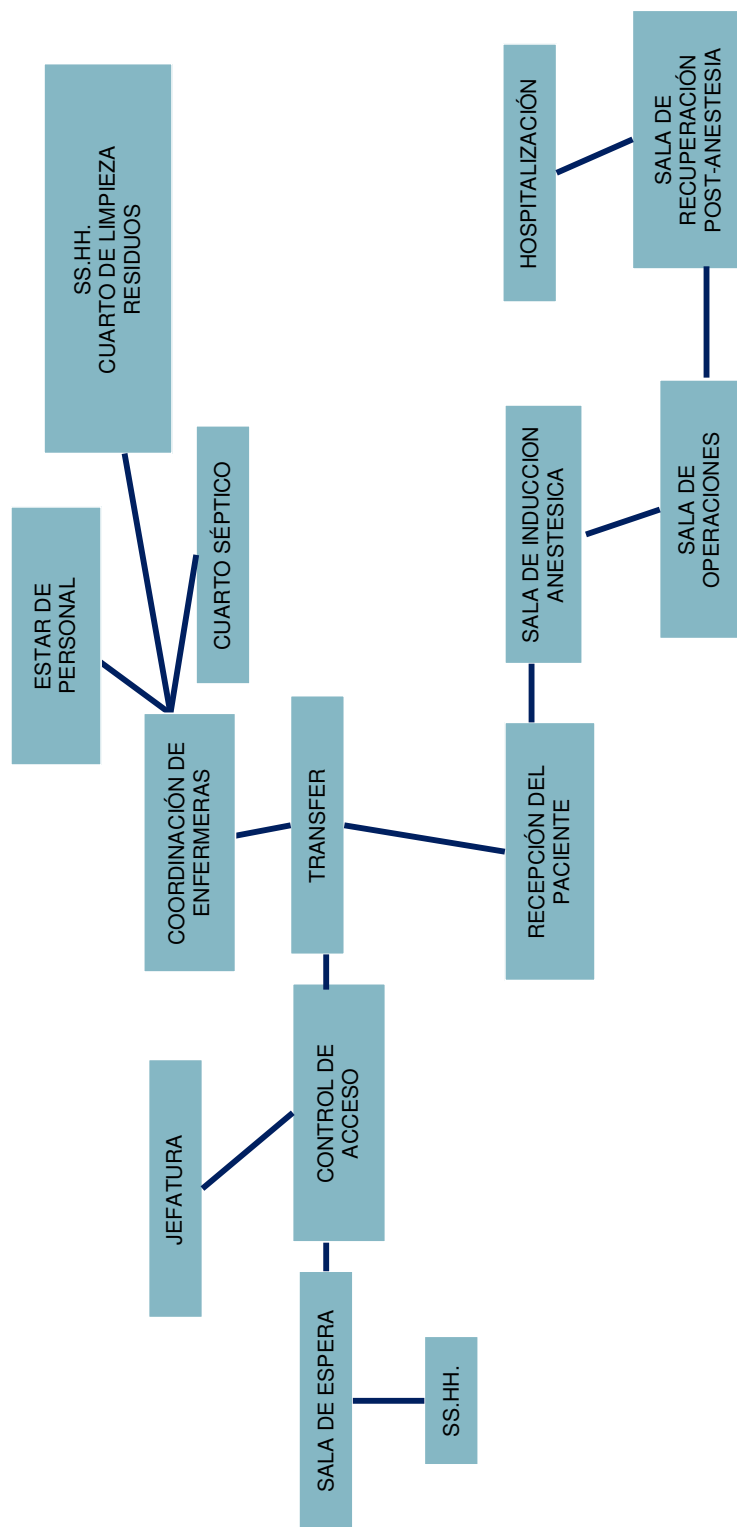 SALA DE ESPERA
SS.HH.
JEFATURA
CONTROL DE
ACCESO
TRANSFER
COORDINACIÓN DE
ENFERMERAS
ESTAR DE
PERSONAL
SS.HH.
CUARTO DE LIMPIEZA
RESIDUOS
CUARTO SÉPTICO
RECEPCIÓN DEL
PACIENTE
SALA DE INDUCCION
ANESTESICA
SALA DE
OPERACIONES
SALA DE
RECUPERACIÓN
POST-ANESTESIA
HOSPITALIZACIÓN